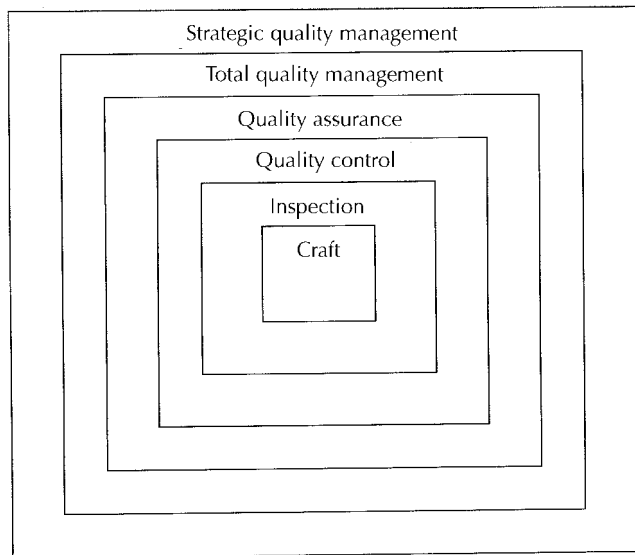 Strategic quality management
Total quality management
Quality assurance
Quality control
Inspection
Craft